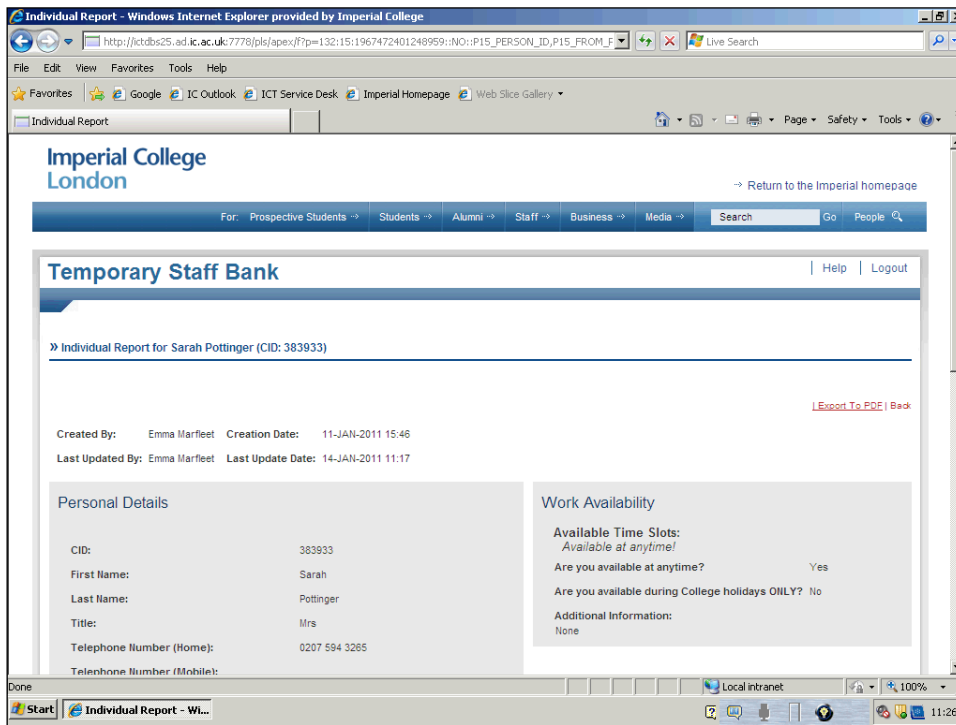 Individual Report - Windows Internet Explorer provided by Imperial College
http://ictdbs25.ad.ic.ac.uk:7778/pls/apex/f?p=132:15:1967472401248959::NO::P15_PERSON_ID,P15_FROM_F
Live Search
File Edit View Favorites Tools Help
Favorites Google IC Outlook ICT Service Desk Imperial Homepage Web Slice Gallery
Individual Report
Page Safety Tools
Imperial College
London
Return to the Imperial homepage
For: Prospective Students Students Alumni Staff Business Media Search Go People
Temporary Staff Bank
Help | Logout
» Individual Report for Sarah Pottinger (CID: 383933)
| Export To PDF | Back
Created By: Emma Marfleet Creation Date: 11-JAN-2011 15:46
Last Updated By: Emma Marfleet Last Update Date: 14-JAN-2011 11:17
Personal Details
CID: 383933
First Name: Sarah
Last Name: Pottinger
Title: Mrs
Telephone Number (Home): 0207 594 3265
Telephone Number (Mobile):
Work Availability
Available Time Slots:
Available at anytime!
Are you available at anytime? Yes
Are you available during College holidays ONLY? No
Additional Information:
None
Done
Local intranet
100%
Start
Individual Report - Wi...
11:26